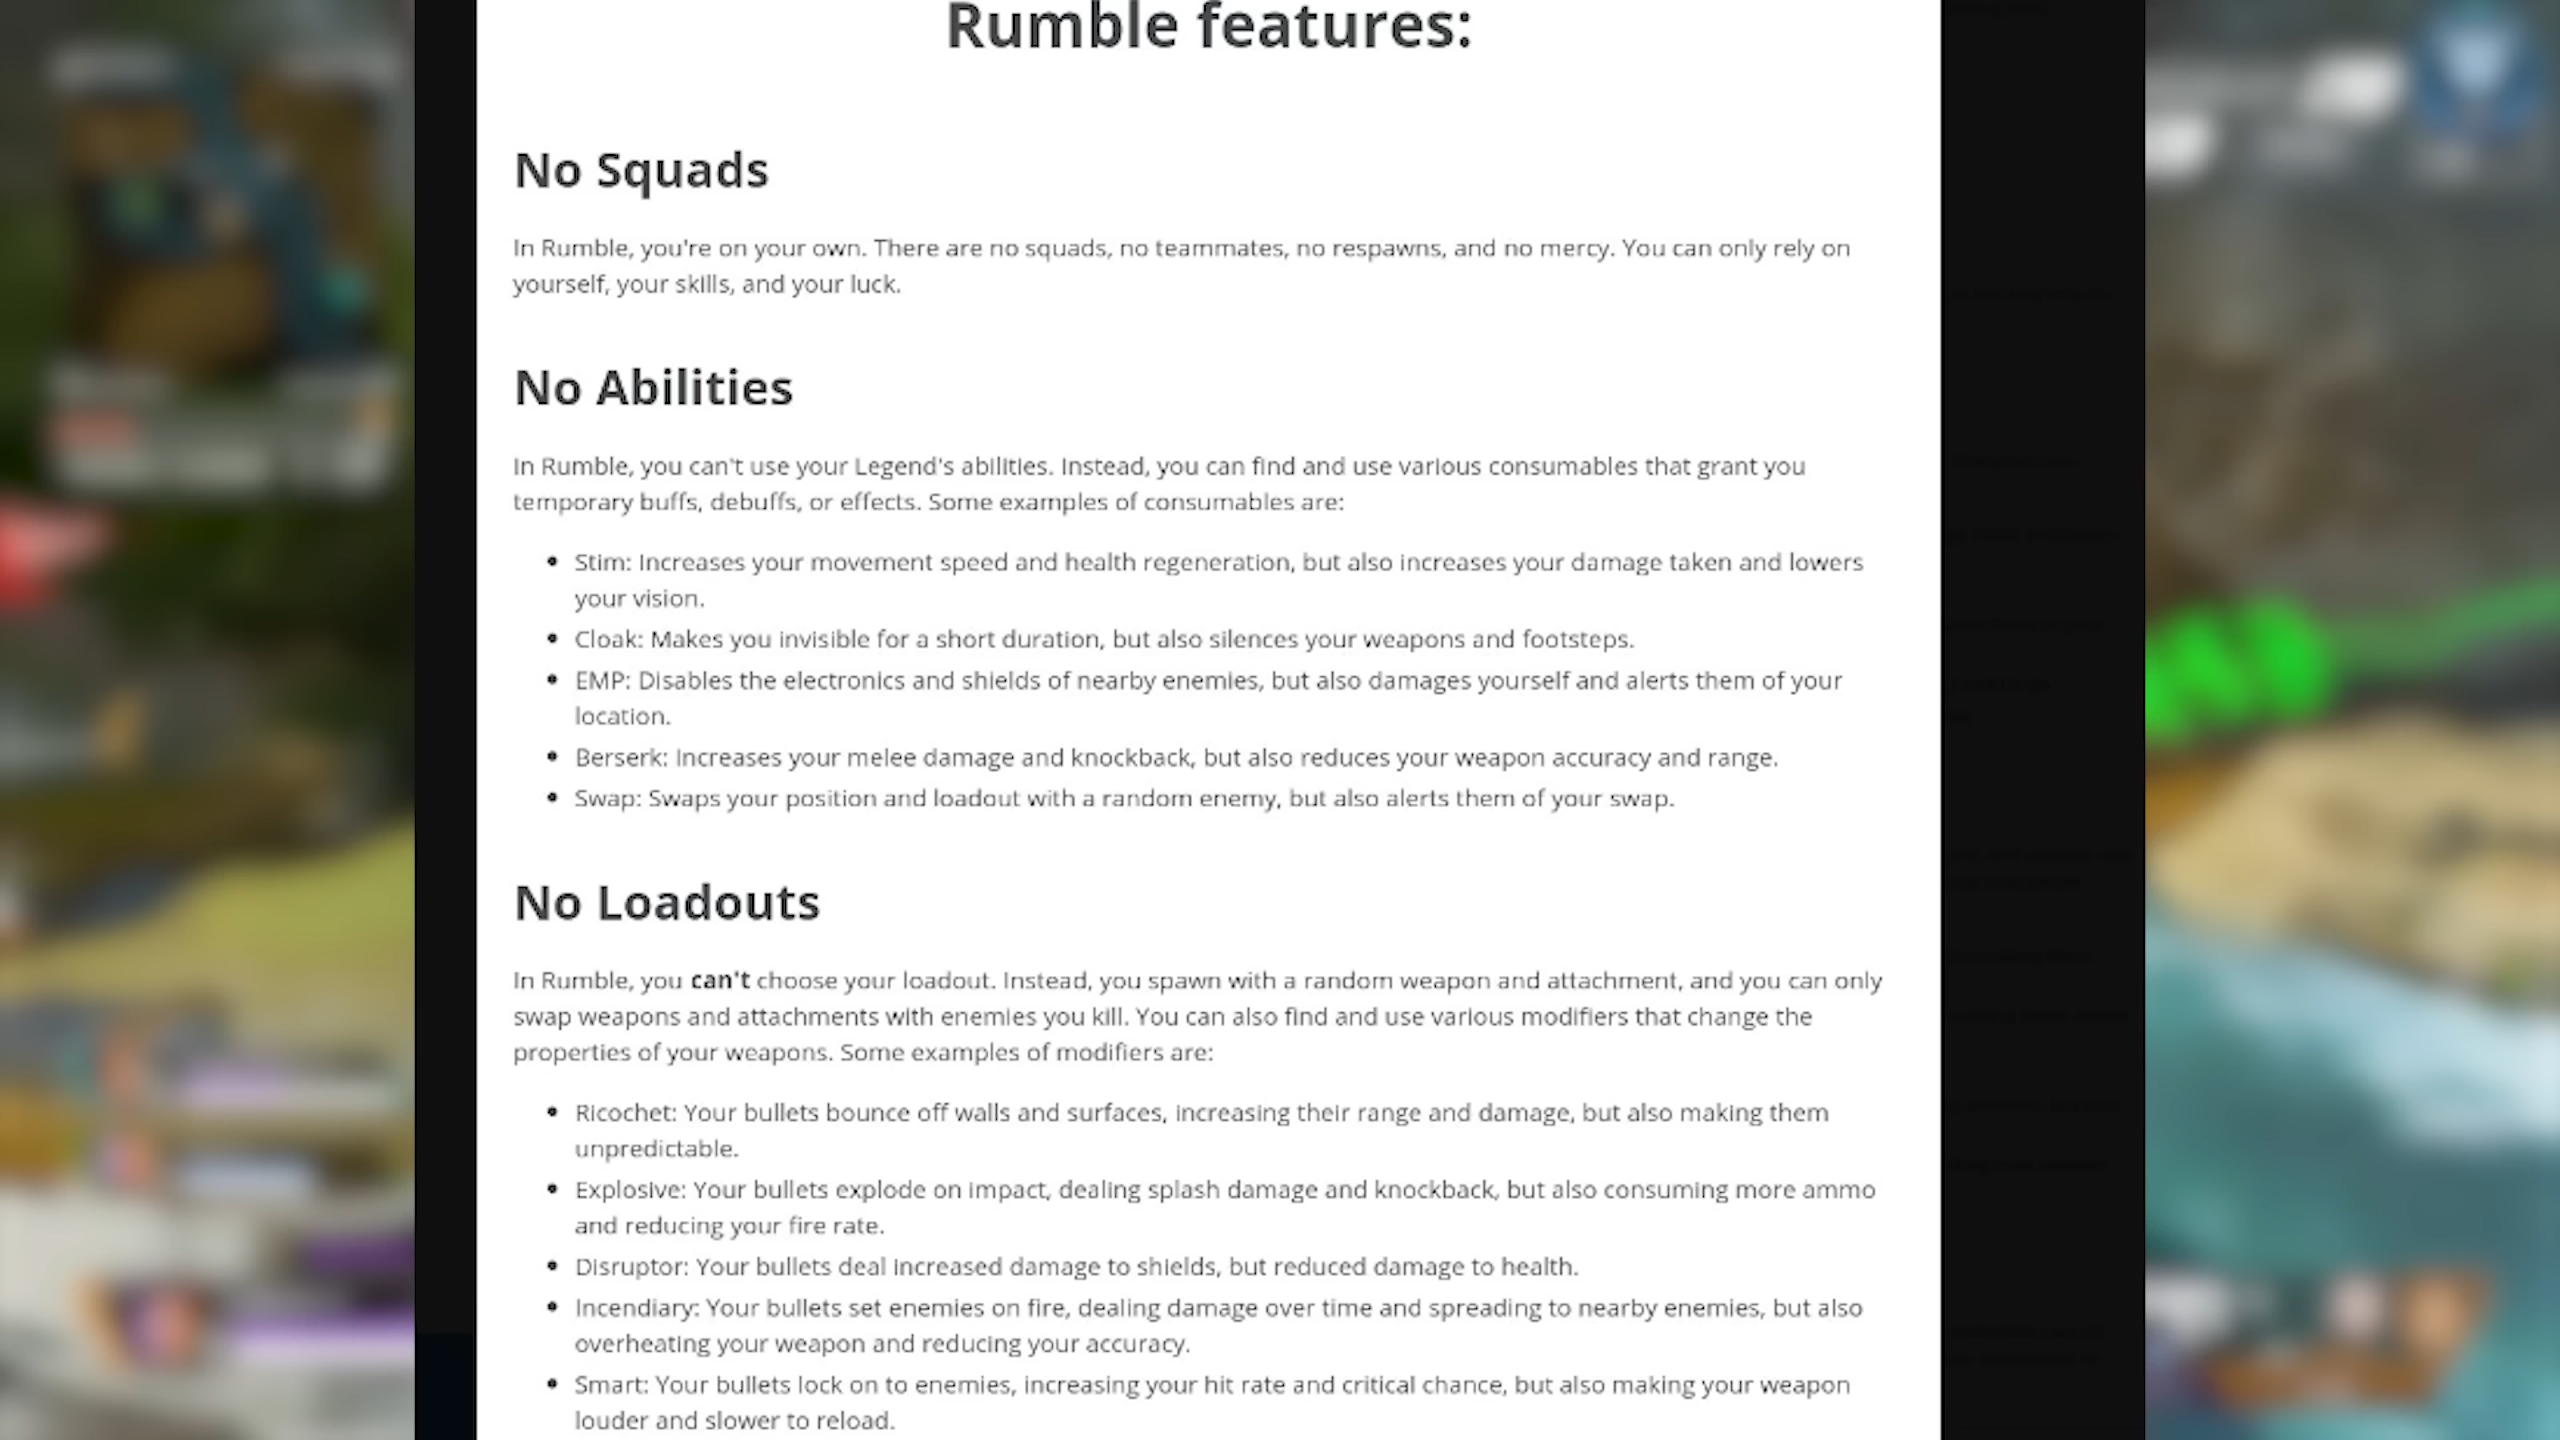 Rumble features:
No Squads
In Rumble, you're on your own. There are no squads, no teammates, no respawns, and no mercy. You can only rely on
yourself, your skills, and your luck.
No Abilities
In Rumble, you can't use your Legend's abilities. Instead, you can find and use various consumables that grant you
temporary buffs, debuffs, or effects. Some examples of consumables are:
• Stim: Increases your movement speed and health regeneration, but also increases your damage taken and lowers
your vision.
• Cloak: Makes you invisible for a short duration, but also silences your weapons and footsteps.
• EMP: Disables the electronics and shields of nearby enemies, but also damages yourself and alerts them of your
location.
• Berserk: Increases your melee damage and knockback, but also reduces your weapon accuracy and range.
• Swap: Swaps your position and loadout with a random enemy, but also alerts them of your swap.
No Loadouts
In Rumble, you can't choose your loadout. Instead, you spawn with a random weapon and attachment, and you can only
swap weapons and attachments with enemies you kill. You can also find and use various modifiers that change the
properties of your weapons. Some examples of modifiers are:
• Ricochet: Your bullets bounce off walls and surfaces, increasing their range and damage, but also making them
unpredictable.
• Explosive: Your bullets explode on impact, dealing splash damage and knockback, but also consuming more ammo
and reducing your fire rate.
• Disruptor: Your bullets deal increased damage to shields, but reduced damage to health.
• Incendiary: Your bullets set enemies on fire, dealing damage over time and spreading to nearby enemies, but also
overheating your weapon and reducing your accuracy.
• Smart: Your bullets lock on to enemies, increasing your hit rate and critical chance, but also making your weapon
louder and slower to reload.